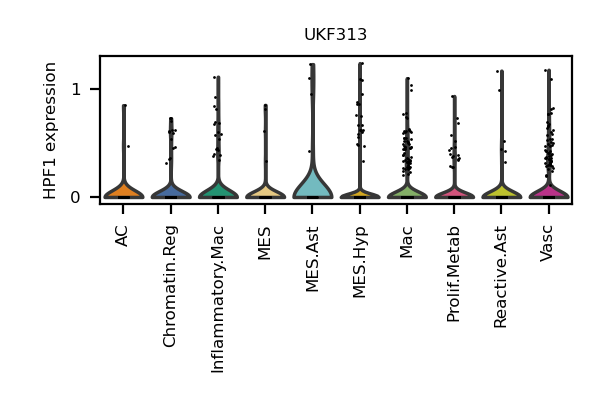 UKF313
HPF1 expression
1
0
AC
Chromatin.Reg
Inflammatory.Mac
MES
MES.Ast
MES.Hyp
Mac
Prolif.Metab
Reactive.Ast
Vasc